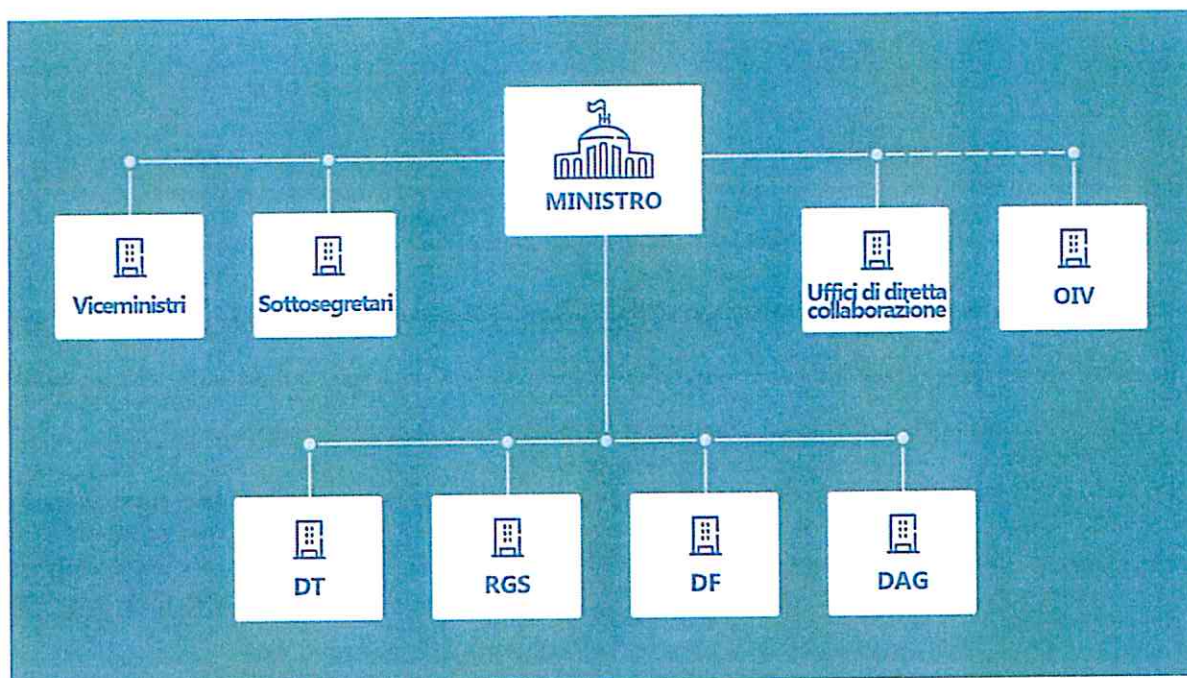 MINISTRO
Viceministri
Sottosegretari
Uffici di diretta
collaborazione
OIV
DT
RGS
DF
DAG